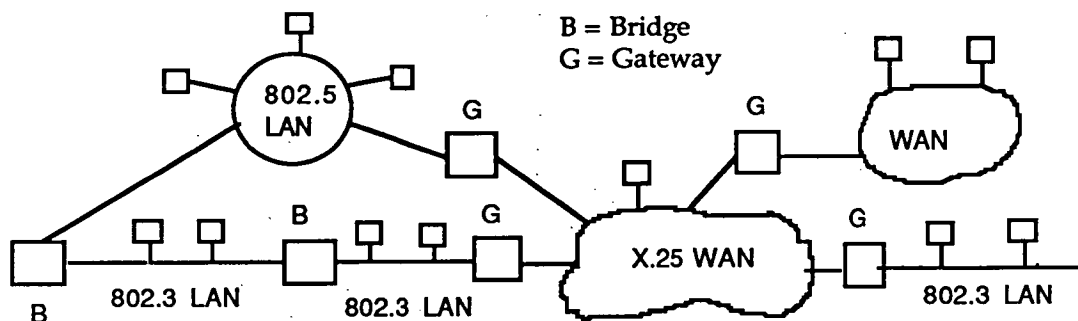 B = Bridge
G = Gateway
802.5
LAN
G
G
WAN
B
G
X.25 WAN
G
B
802.3 LAN
802.3 LAN
802.3 LAN